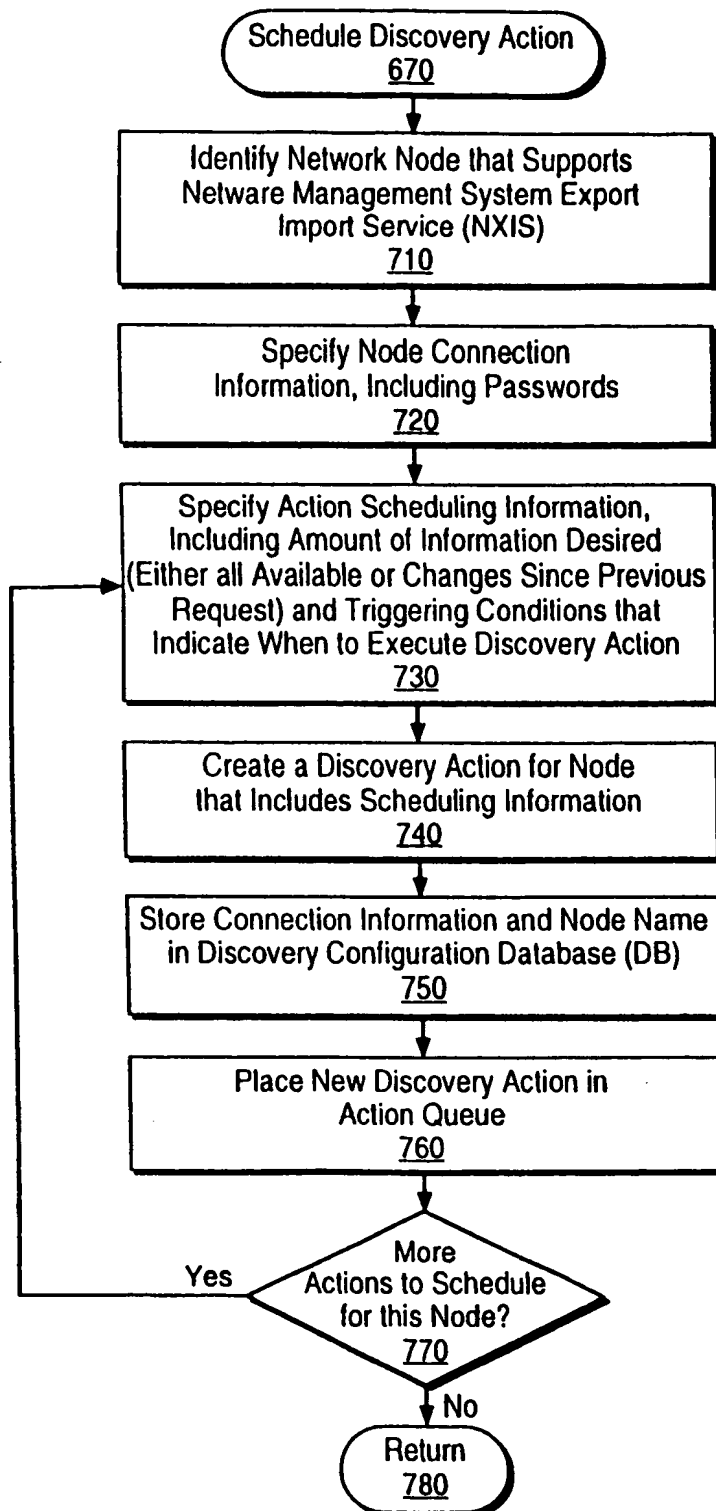 Schedule Discovery Action
670
Identify Network Node that Supports
Netware Management System Export
Import Service (NXIS)
710
Specify Node Connection
Information, Including Passwords
720
Specify Action Scheduling Information,
Including Amount of Information Desired
(Either all Available or Changes Since Previous
Request) and Triggering Conditions that
Indicate When to Execute Discovery Action
730
Create a Discovery Action for Node
that Includes Scheduling Information
740
Store Connection Information and Node Name
in Discovery Configuration Database (DB)
750
Place New Discovery Action in
Action Queue
760
More
Actions to Schedule
for this Node?
770
Yes
No
Return
780